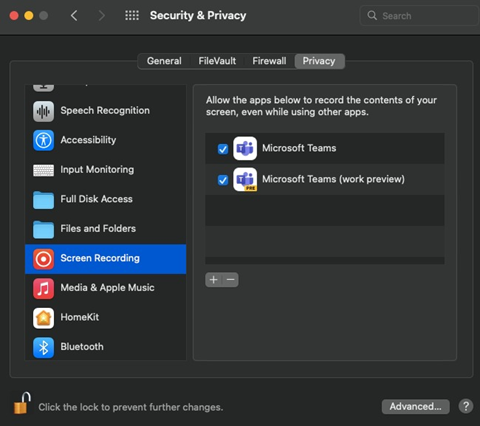 Security & Privacy
Search
General
FileVault
Firewall
Privacy
Speech Recognition
Accessibility
Input Monitoring
Full Disk Access
Files and Folders
Screen Recording
Media & Apple Music
HomeKit
Bluetooth
Allow the apps below to record the contents of your
screen, even while using other apps.
Microsoft Teams
Microsoft Teams (work preview)
PRE
+ −
Click the lock to prevent further changes.
Advanced...
?